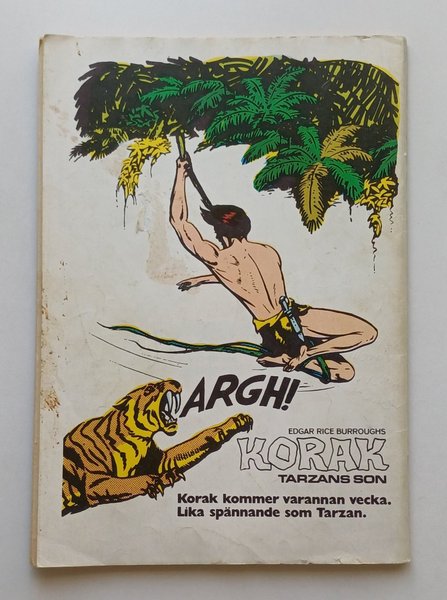 ARGH!
EDGAR RICE BURROUGHS
KORAK
TARZANS SON
Korak kommer varannan vecka.
Lika spännande som Tarzan.